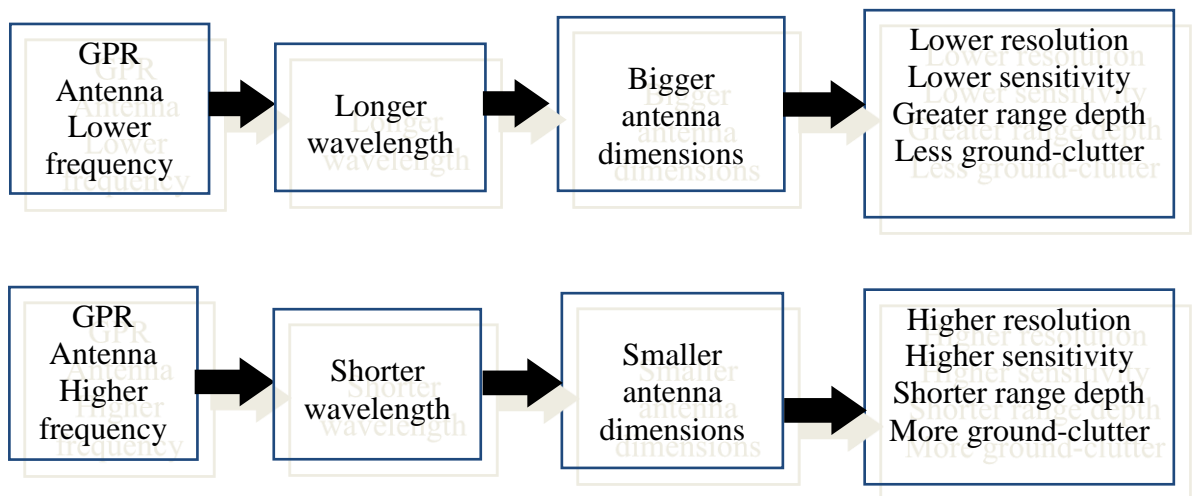 GPR
Antenna
Lower
frequency
Longer
wavelength
Bigger
antenna
dimensions
Lower resolution
Lower sensitivity
Greater range depth
Less ground-clutter
GPR
Antenna
Higher
frequency
Shorter
wavelength
Smaller
antenna
dimensions
Higher resolution
Higher sensitivity
Shorter range depth
More ground-clutter